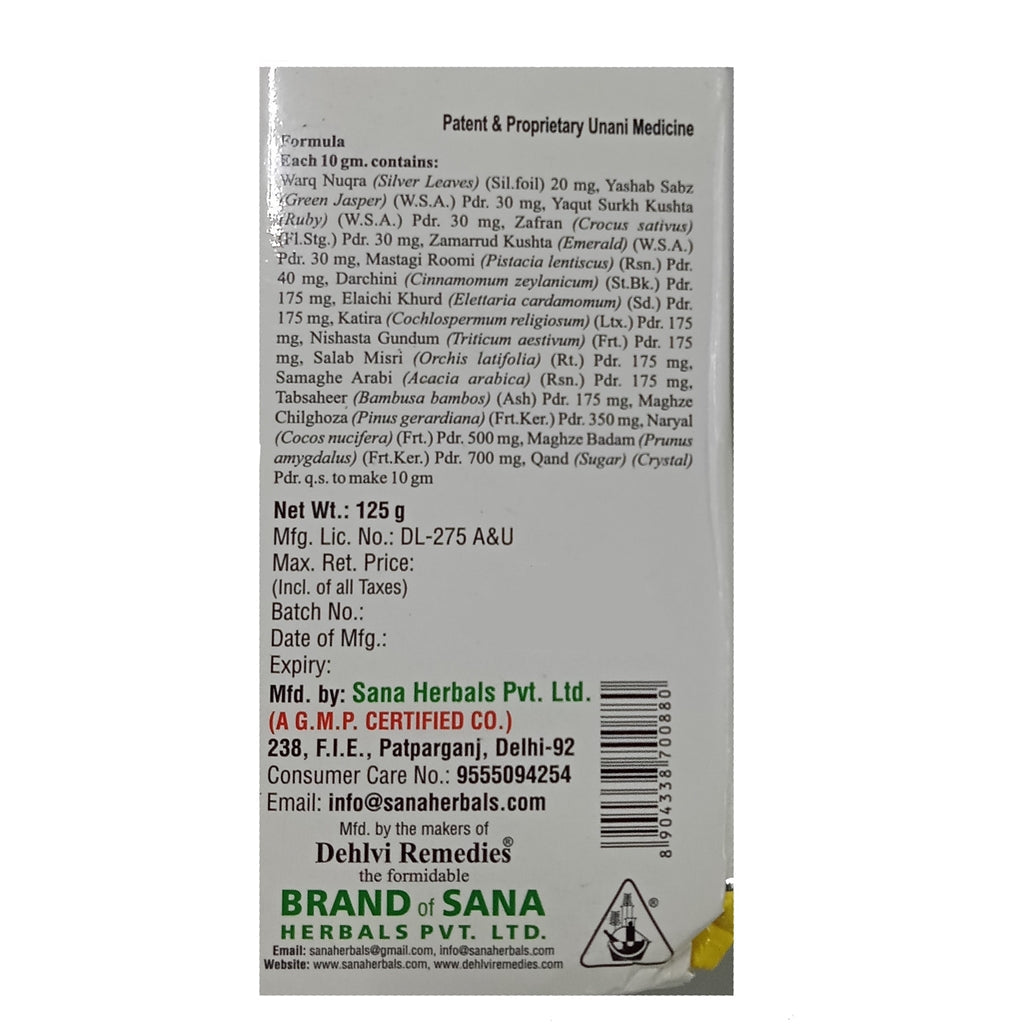 Patent & Proprietary Unani Medicine
Formula
Each 10 gm. contains:
Warq Nuqra (Silver Leaves) (Sil.foil) 20 mg, Yashab Sabz
(Green Jasper) (W.S.A.) Pdr. 30 mg, Yaqut Surkh Kushta
(Ruby) (W.S.A.) Pdr. 30 mg, Zafran (Crocus sativus)
(Fl.Stg.) Pdr. 30 mg, Zamarrud Kushta (Emerald) (W.S.A.)
Pdr. 30 mg, Mastagi Roomi (Pistacia lentiscus) (Rsn.) Pdr.
40 mg, Darchini (Cinnamomum zeylanicum) (St.Bk.) Pdr.
175 mg, Elaichi Khurd (Elettaria cardamomum) (Sd.) Pdr.
175 mg, Katira (Cochlospermum religiosum) (Ltx.) Pdr. 175
mg, Nishasta Gundum (Triticum aestivum) (Frt.) Pdr. 175
mg, Salab Misri (Orchis latifolia) (Rt.) Pdr. 175 mg,
Samaghe Arabi (Acacia arabica) (Rsn.) Pdr. 175 mg,
Tabsaheer (Bambusa bambos) (Ash) Pdr. 175 mg, Maghze
Chilghoza (Pinus gerardiana) (Frt.Ker.) Pdr. 350 mg, Naryal
(Cocos nucifera) (Frt.) Pdr. 500 mg, Maghze Badam (Prunus
amygdalus) (Frt.Ker.) Pdr. 700 mg, Qand (Sugar) (Crystal)
Pdr. q.s. to make 10 gm
Net Wt.: 125 g
Mfg. Lic. No.: DL-275 A&U
Max. Ret. Price:
(Incl. of all Taxes)
Batch No.:
Date of Mfg.:
Expiry:
Mfd. by: Sana Herbals Pvt. Ltd.
(A G.M.P. CERTIFIED CO.)
238, F.I.E., Patparganj, Delhi-92
Consumer Care No.: 9555094254
Email: info@sanaherbals.com
8904338700880
Mfd. by the makers of
Dehlvi Remedies®
the formidable
BRAND of SANA
HERBALS PVT. LTD.
®
Email: sanaherbals@gmail.com, info@sanaherbals.com
Website: www.sanaherbals.com, www.dehlviremedies.com